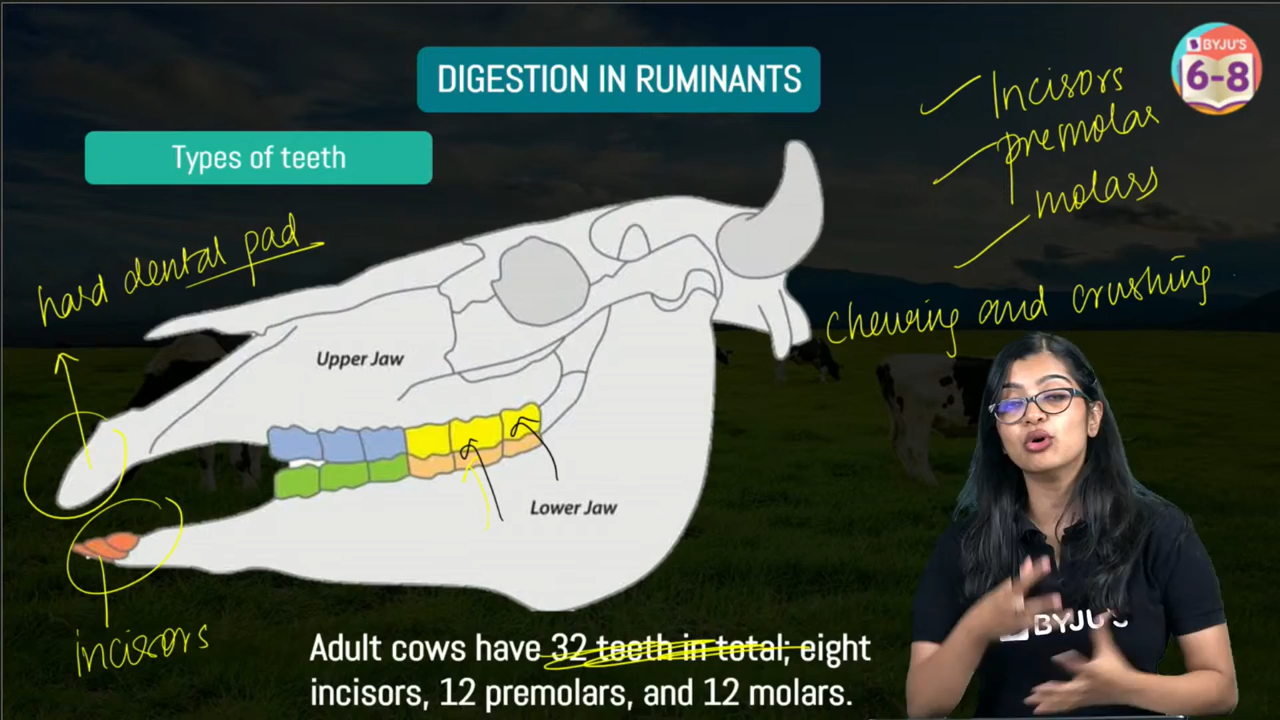 DIGESTION IN RUMINANTS
BYJU'S
6-8
Types of teeth
Incisors
premolar
molars
hard dental pad
chewing and crushing
Upper Jaw
Lower Jaw
incisors
BYJU'S
Adult cows have 32 teeth in total; eight
incisors, 12 premolars, and 12 molars.